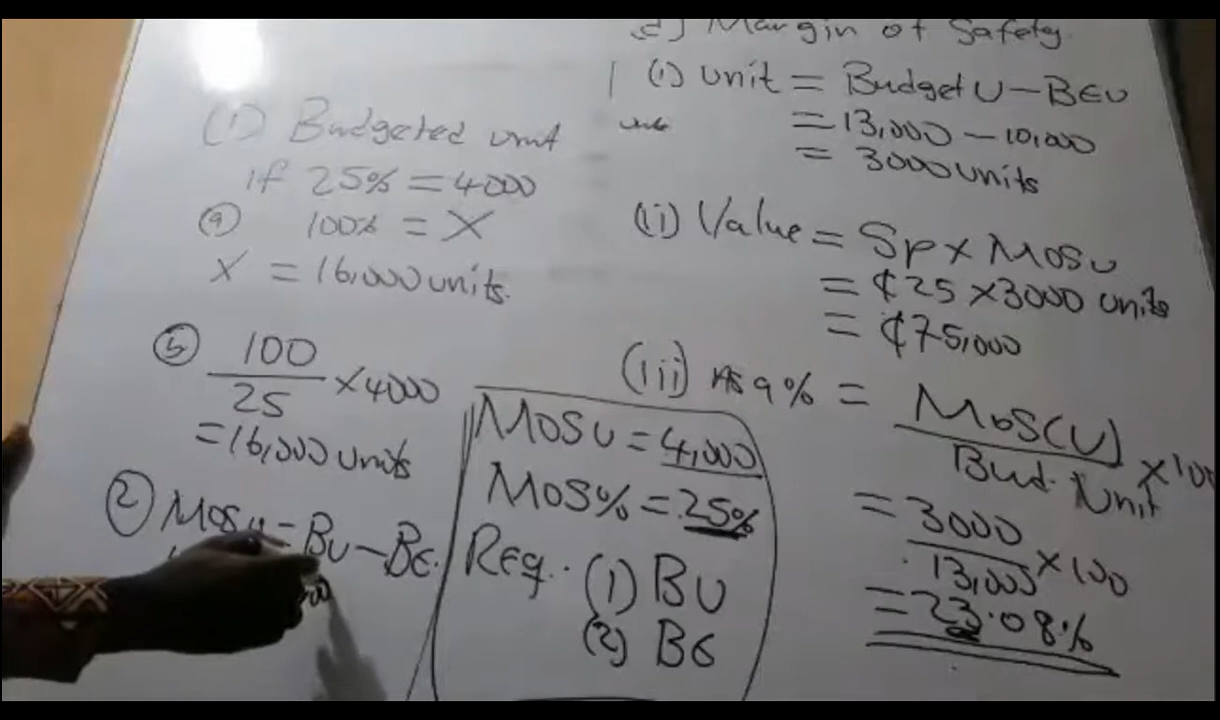 (1) Budgeted unit
if 25% = 4000
(a) 100% = X
X = 16,000 units.
(b) 100
25 × 4000
= 16,000 units
(2) MOSU = BU - BE
MOSU = 4,000
MOS% = 25%
Req. (1) BU
(2) BE
Margin of Safety
(i) unit = Budget U - BEU
= 13,000 - 10,000
= 3000 units
(ii) Value = SP × MOSU
= ₵25 × 3000 units
= ₵75,000
(iii) As a % = MOS(U)
Bud. Unit × 100
= 3000
13,000 × 100
= 23.08%